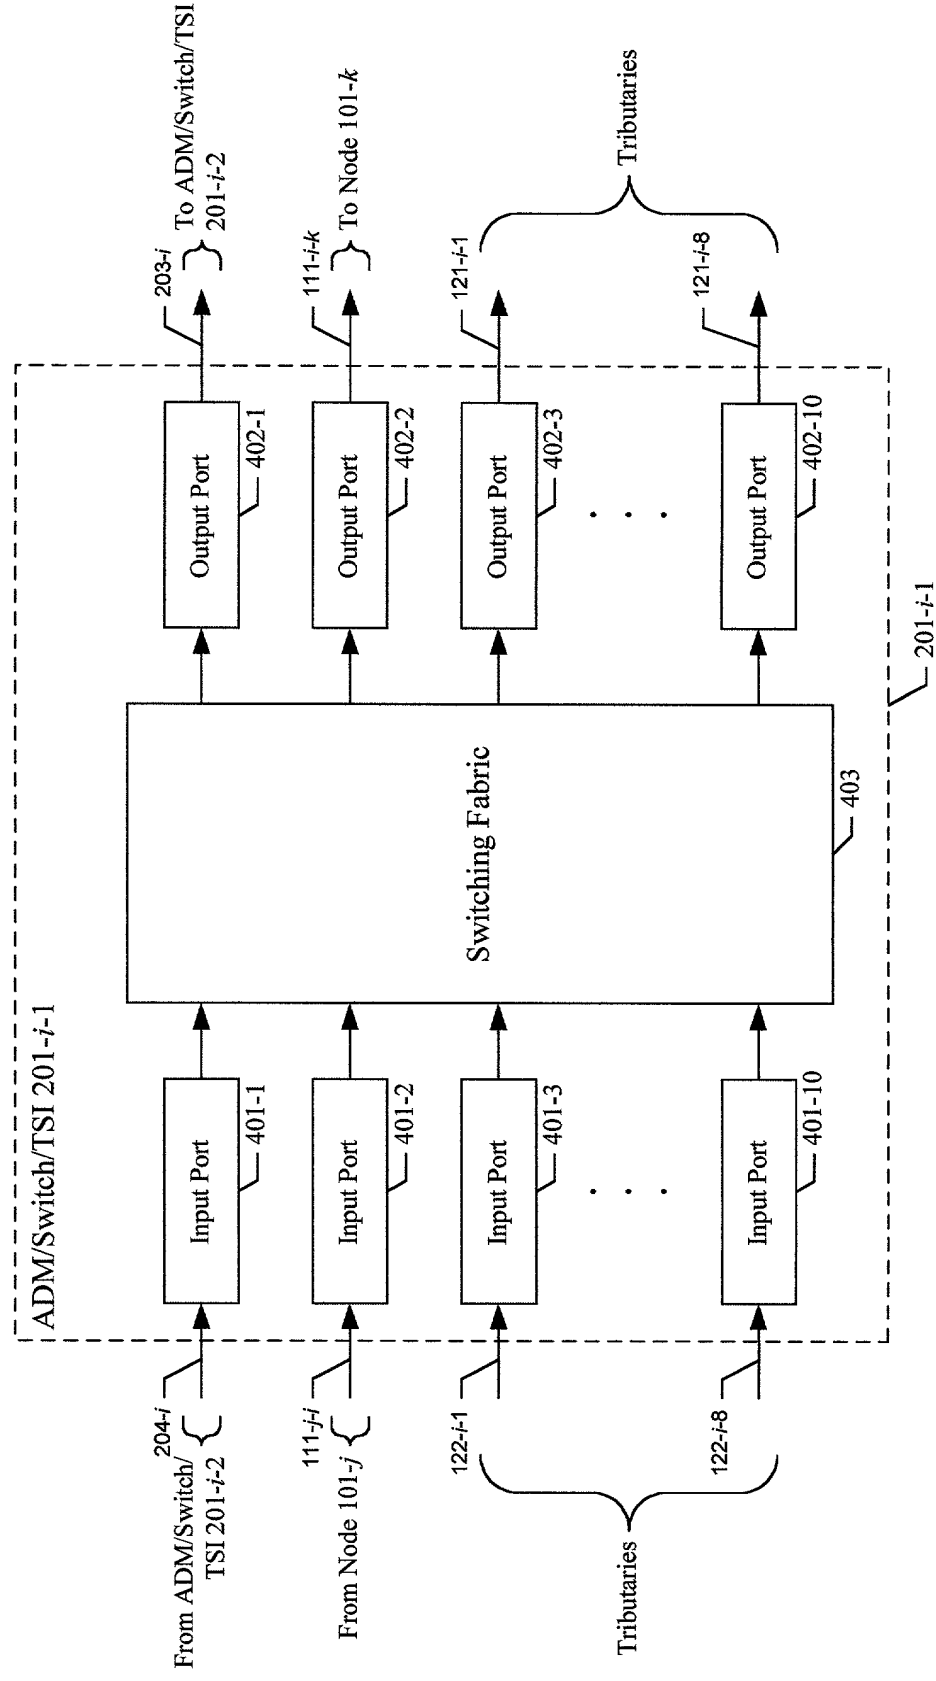 ADM/Switch/TSI 201-i-1
From ADM/Switch/
TSI 201-i-2
204-i
Input Port
401-1
Output Port
402-1
203-i
To ADM/Switch/TSI
201-i-2
From Node 101-j
111-j-i
Input Port
401-2
Output Port
402-2
111-i-k
To Node 101-k
Switching Fabric
403
Tributaries
122-i-1
Input Port
401-3
Output Port
402-3
121-i-1
Tributaries
. . .
. . .
122-i-8
Input Port
401-10
Output Port
402-10
121-i-8
201-i-1